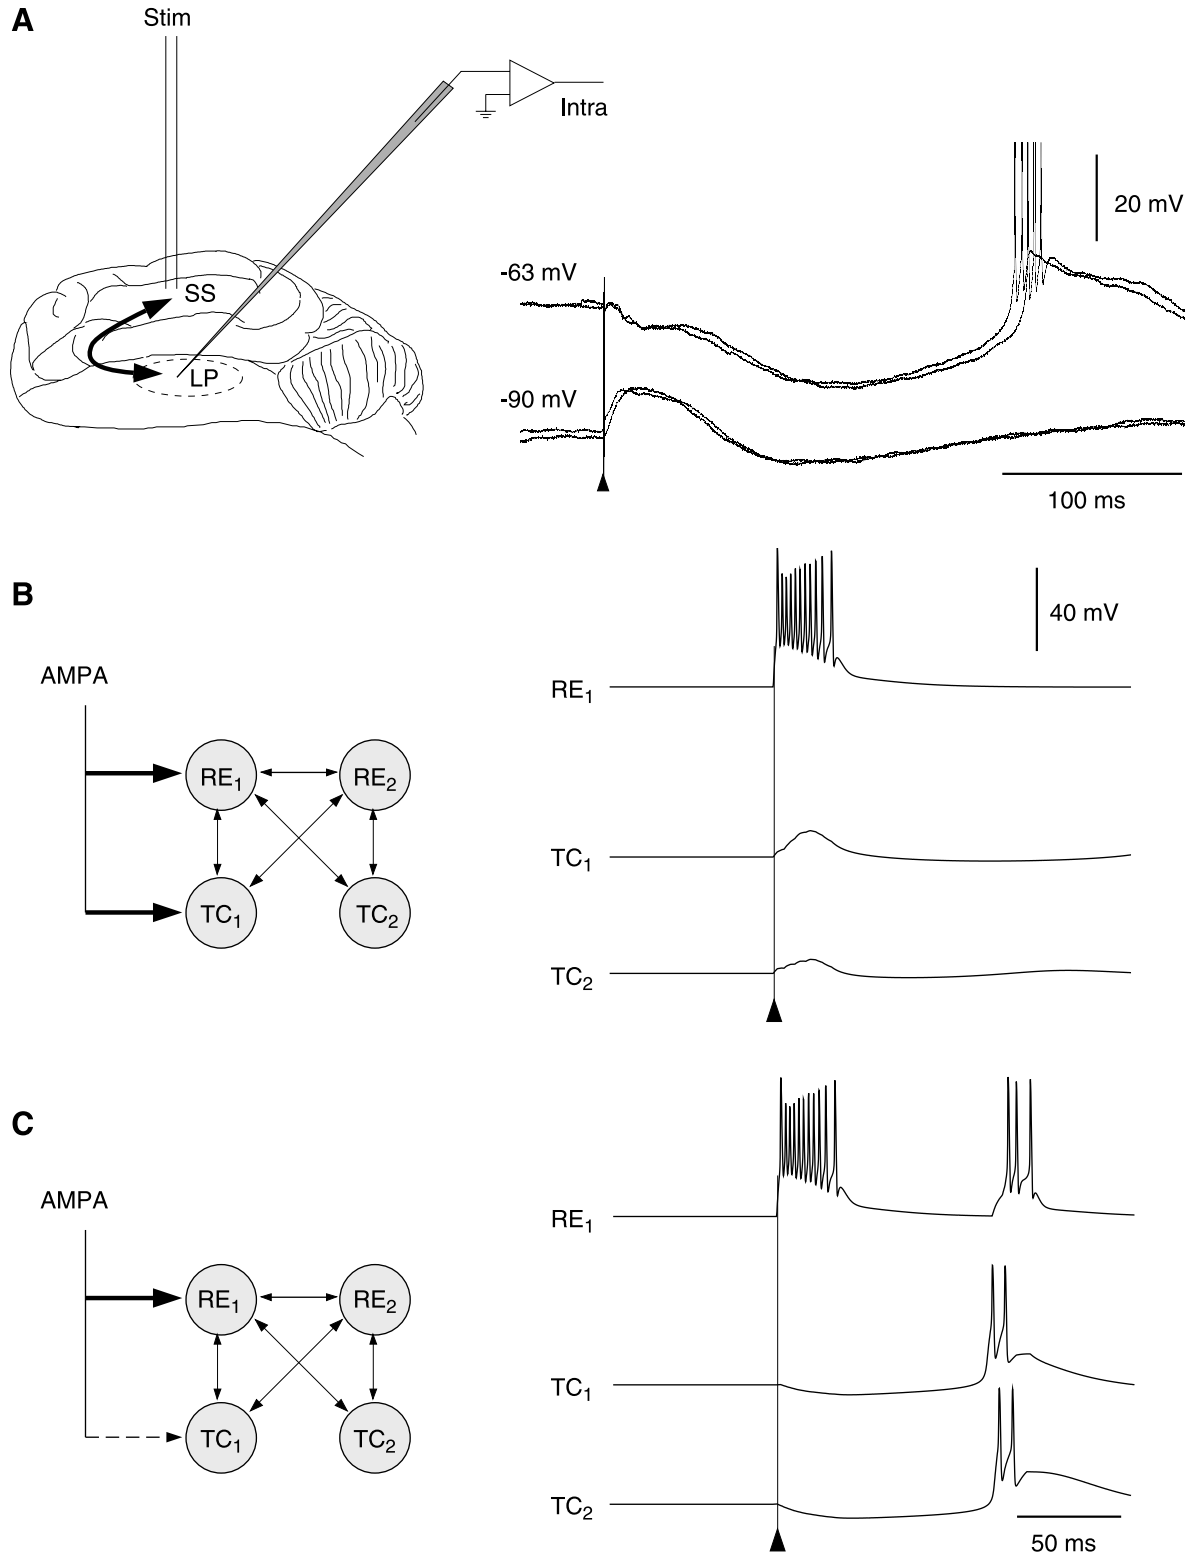 A
Stim
Intra
SS
LP
20 mV
-63 mV
-90 mV
100 ms
B
40 mV
AMPA
RE1
RE2
TC1
TC2
RE1
TC1
TC2
C
AMPA
RE1
RE2
TC1
TC2
RE1
TC1
TC2
50 ms